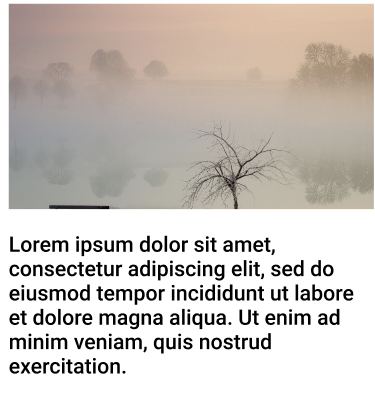 Lorem ipsum dolor sit amet,
consectetur adipiscing elit, sed do
eiusmod tempor incididunt ut labore
et dolore magna aliqua. Ut enim ad
minim veniam, quis nostrud
exercitation.